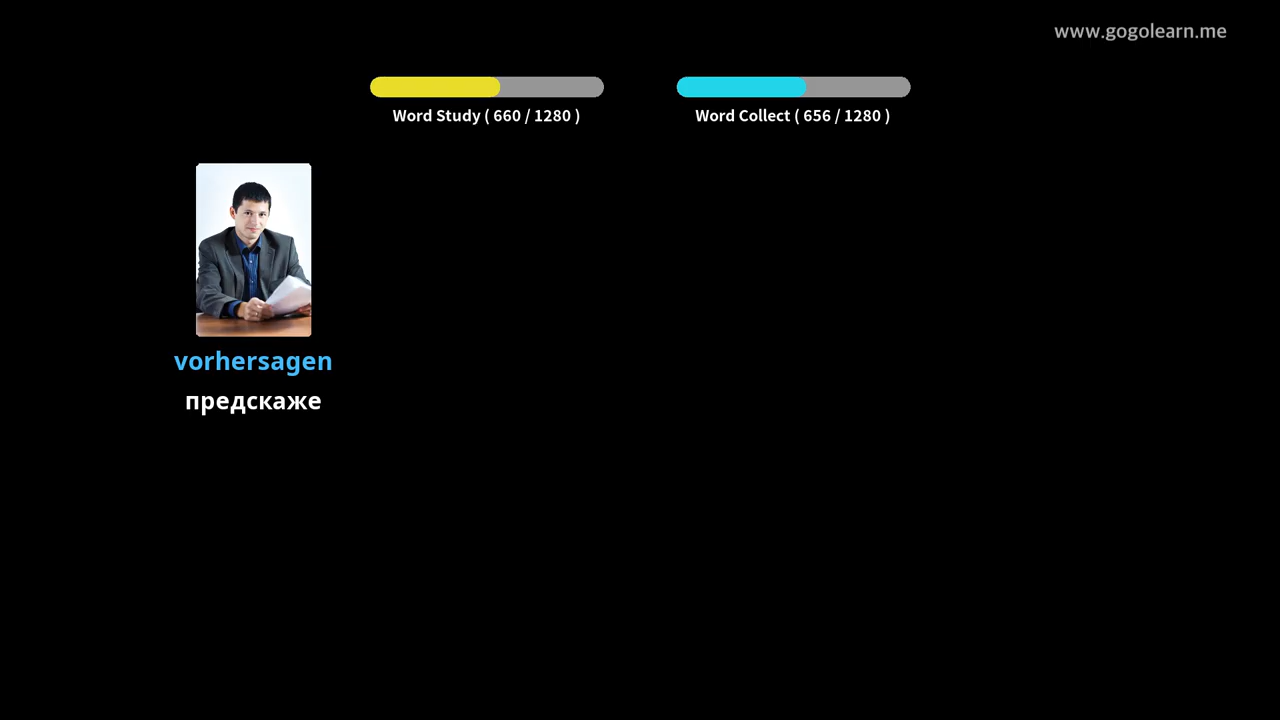 www.gogolearn.me
Word Study ( 660 / 1280 )
Word Collect ( 656 / 1280 )
vorhersagen
предскаже